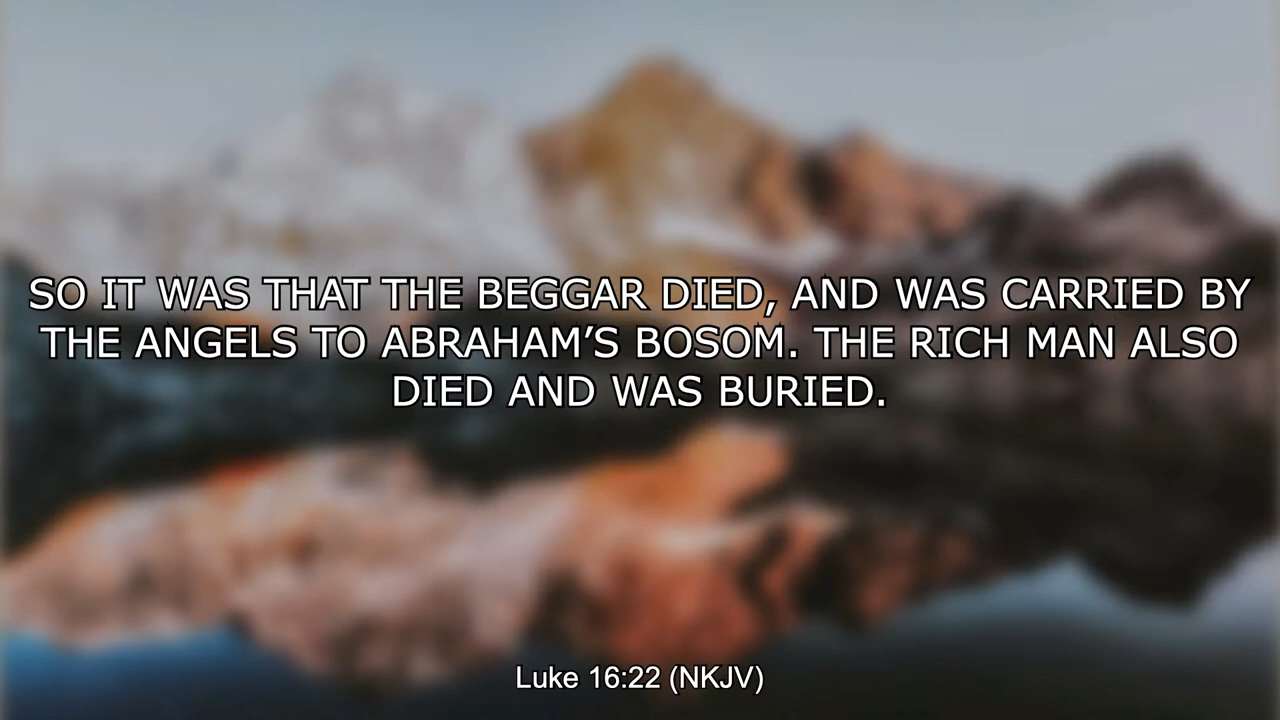 SO IT WAS THAT THE BEGGAR DIED, AND WAS CARRIED BY
THE ANGELS TO ABRAHAM’S BOSOM. THE RICH MAN ALSO
DIED AND WAS BURIED.
Luke 16:22 (NKJV)